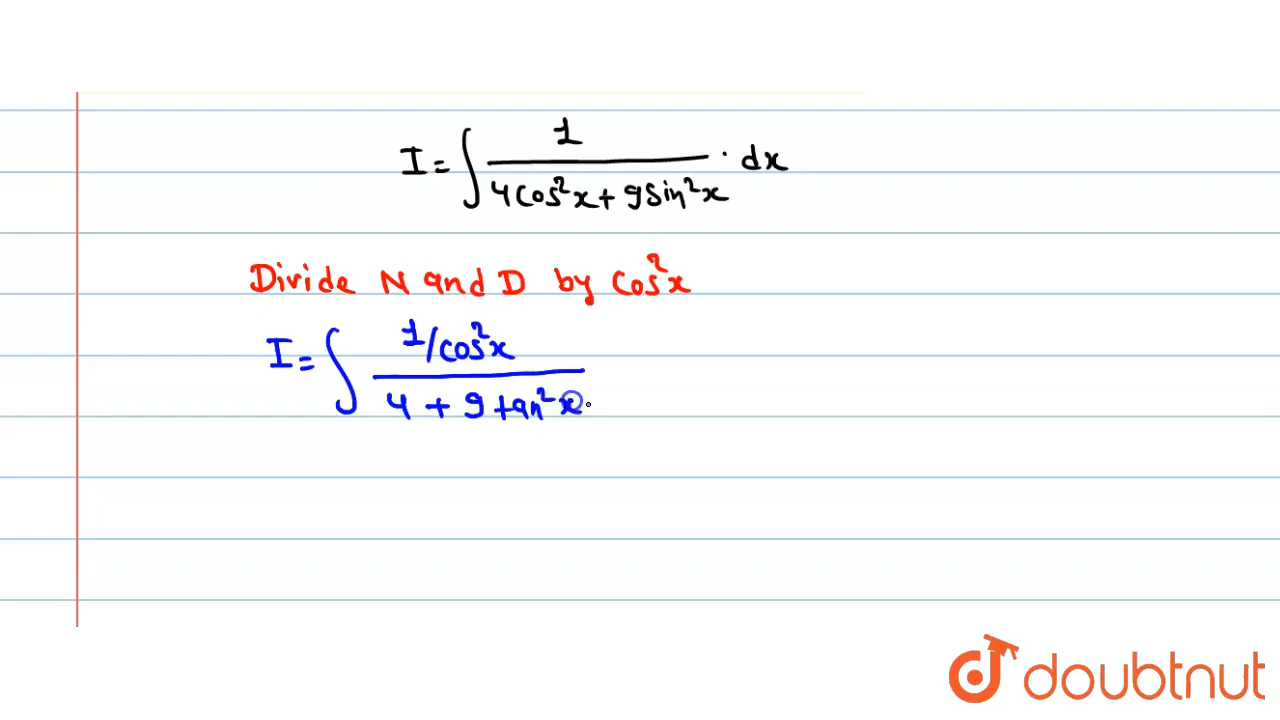 I = ∫ 1 / (4cos²x + 9sin²x) · dx
Divide N and D by cos²x
I = ∫ (1/cos²x) / (4 + 9tan²x)
doubtnut